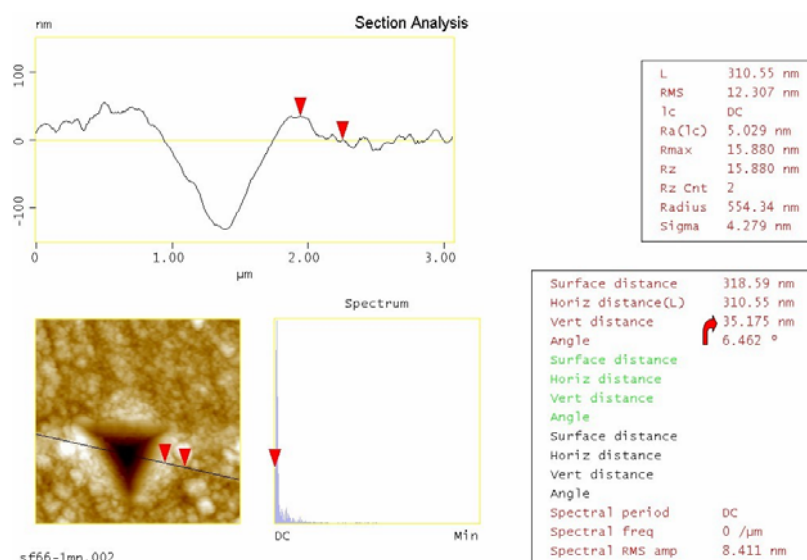 Section Analysis
nm
100
0
-100
0 1.00 2.00 3.00
µm
L 310.55 nm
RMS 12.307 nm
lc DC
Ra(lc) 5.029 nm
Rmax 15.880 nm
Rz 15.880 nm
Rz Cnt 2
Radius 554.34 nm
Sigma 4.279 nm
Spectrum
DC Min
Surface distance 318.59 nm
Horiz distance(L) 310.55 nm
Vert distance 35.175 nm
Angle 6.462 °
Surface distance
Horiz distance
Vert distance
Angle
Surface distance
Horiz distance
Vert distance
Angle
Spectral period DC
Spectral freq 0 /µm
Spectral RMS amp 8.411 nm
sf66-1mn.002